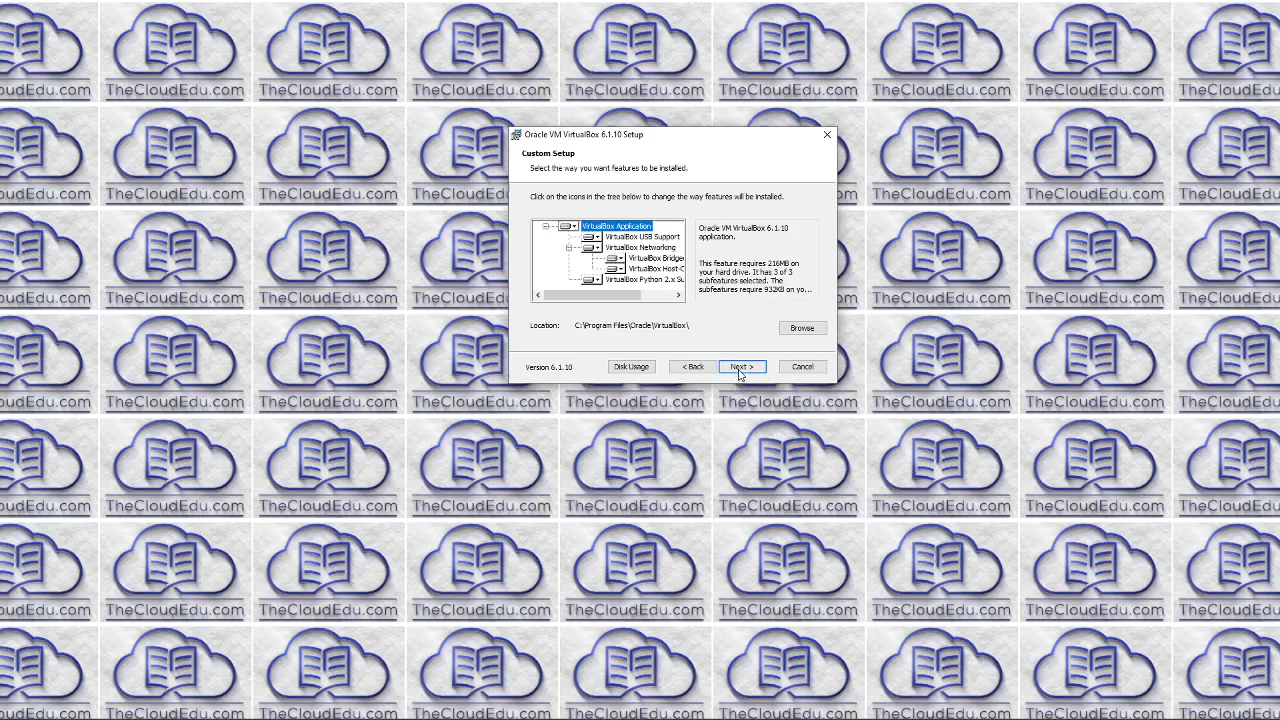 Oracle VM VirtualBox 6.1.10 Setup
Custom Setup
Select the way you want features to be installed.
Click on the icons in the tree below to change the way features will be installed.
VirtualBox Application
VirtualBox USB Support
VirtualBox Networking
VirtualBox Bridge
VirtualBox Host-
VirtualBox Python 2.x Su
Oracle VM VirtualBox 6.1.10
application.
This feature requires 216MB on
your hard drive. It has 3 of 3
subfeatures selected. The
subfeatures require 932KB on yo...
Location: C:\Program Files\Oracle\VirtualBox\
Browse
Version 6.1.10
Disk Usage
< Back
Next >
Cancel
TheCloudEdu.com